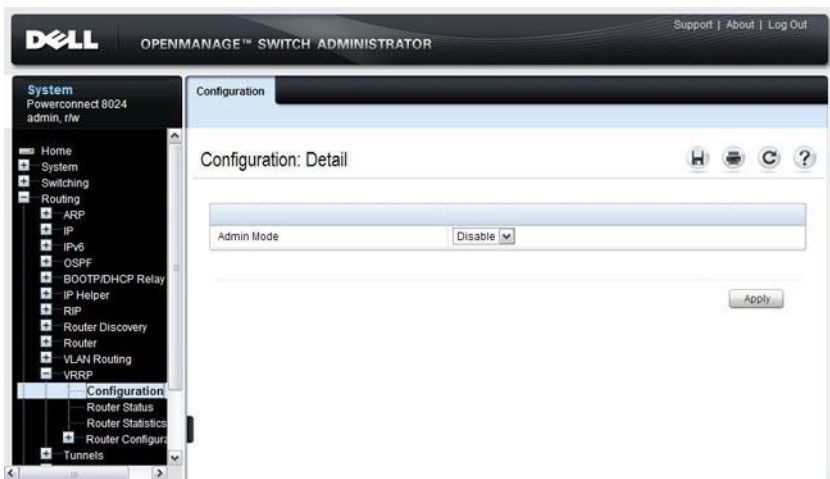 Support | About | Log Out
DELL
OPENMANAGE™ SWITCH ADMINISTRATOR
System
Powerconnect 8024
admin, r/w
Home
System
Switching
Routing
ARP
IP
IPv6
OSPF
BOOTP/DHCP Relay
IP Helper
RIP
Router Discovery
Router
VLAN Routing
VRRP
Configuration
Router Status
Router Statistics
Router Configura
Tunnels
Configuration
Configuration: Detail
Admin Mode
Disable
Apply